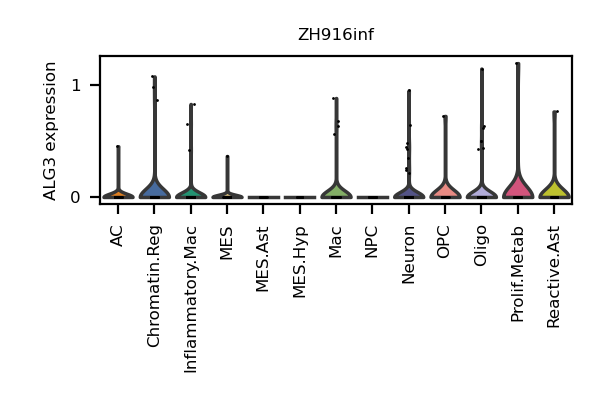 ZH916inf
ALG3 expression
1
0
AC
Chromatin.Reg
Inflammatory.Mac
MES
MES.Ast
MES.Hyp
Mac
NPC
Neuron
OPC
Oligo
Prolif.Metab
Reactive.Ast